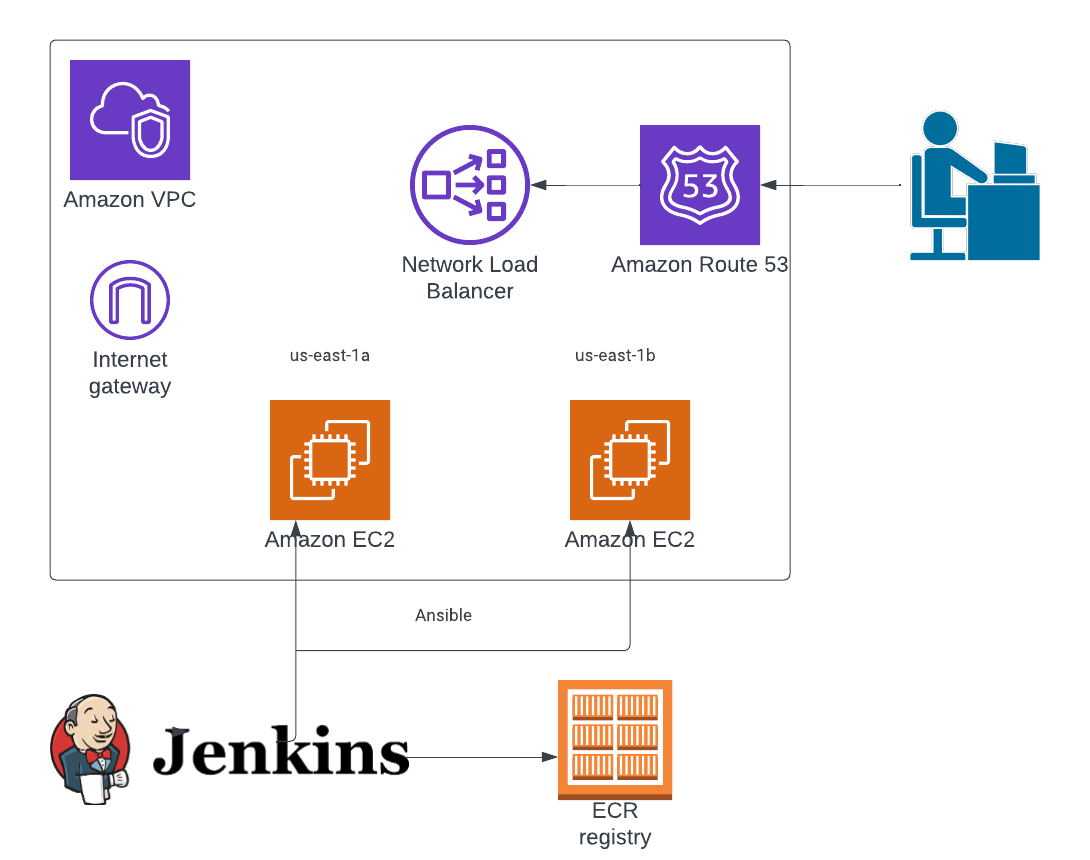 Amazon VPC
53
Network Load
Balancer
Amazon Route 53
Internet
gateway
us-east-1a
us-east-1b
Amazon EC2
Amazon EC2
Ansible
Jenkins
ECR
registry